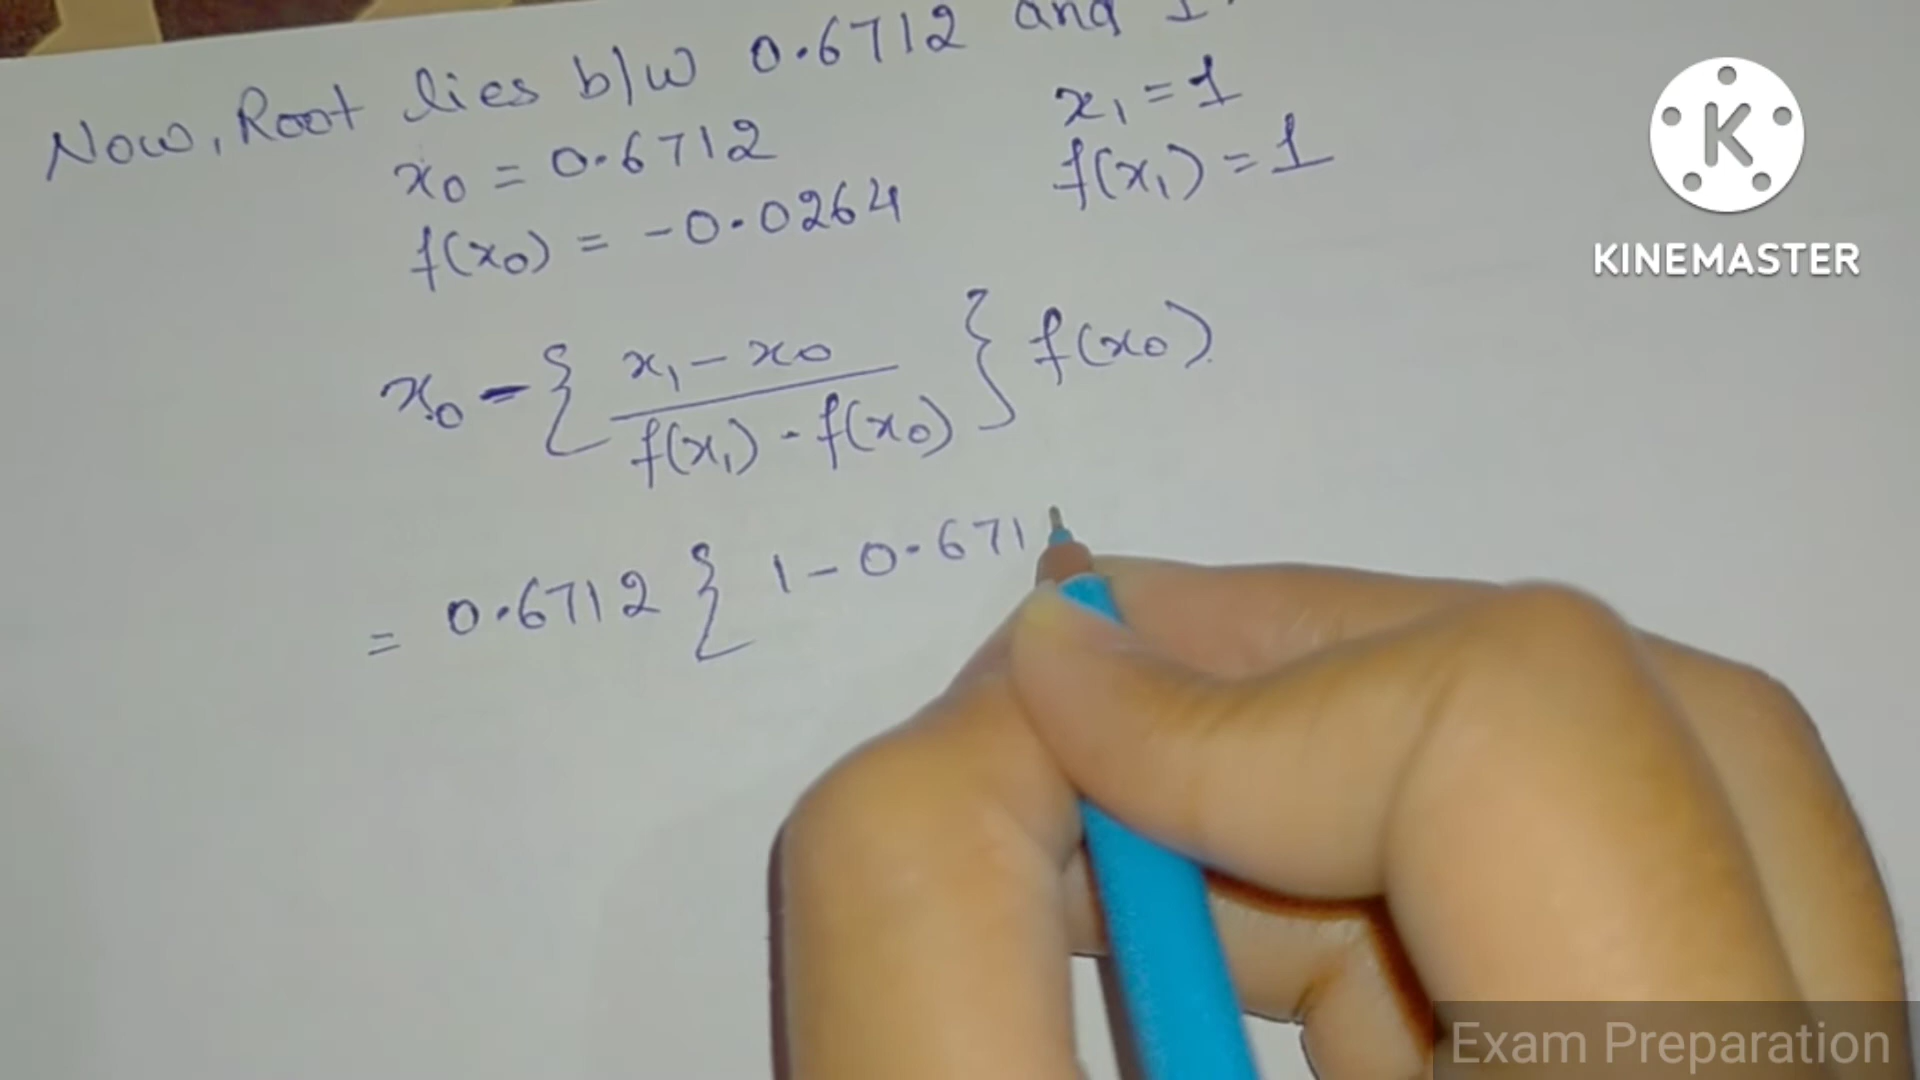 Now, Root lies b/w 0.6712 and 1.
x₀ = 0.6712
x₁ = 1
f(x₀) = -0.0264
f(x₁) = 1
x₀ - { x₁ - x₀ / f(x₁) - f(x₀) } f(x₀)
= 0.6712 { 1 - 0.671
K
KINEMASTER
Exam Preparation